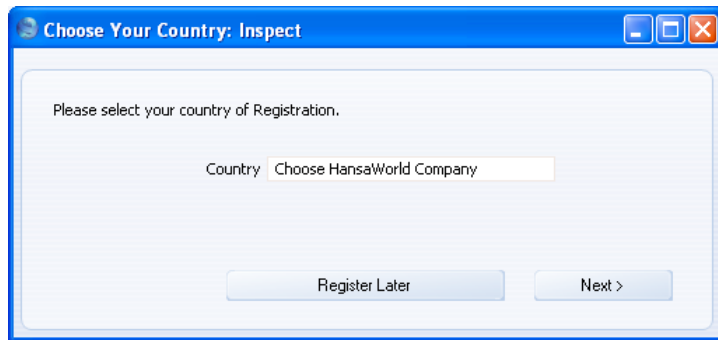 Choose Your Country: Inspect
Please select your country of Registration.
Country Choose HansaWorld Company
Register Later Next >